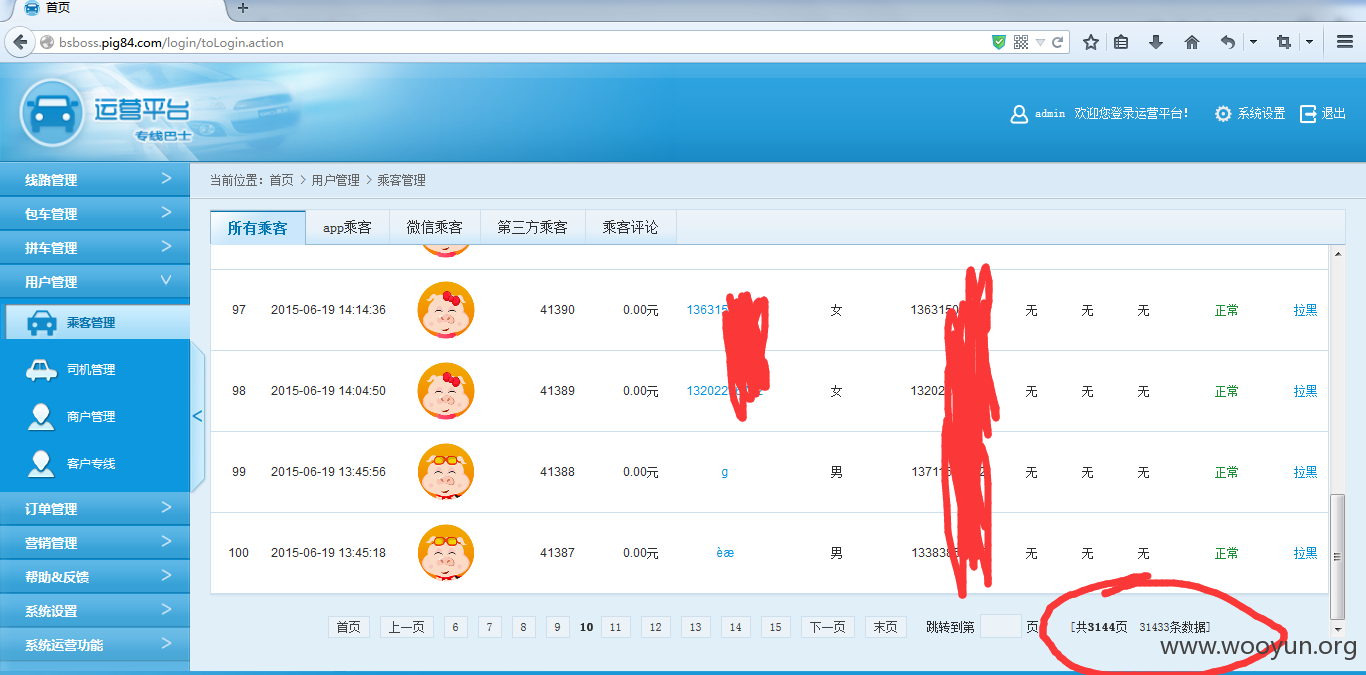 首页
bsboss.pig84.com/login/toLogin.action
运营平台
专线巴士
admin 欢迎您登录运营平台! 系统设置 退出
线路管理
包车管理
拼车管理
用户管理
乘客管理
司机管理
商户管理
客户专线
订单管理
营销管理
帮助&反馈
系统设置
系统运营功能
当前位置: 首页 > 用户管理 > 乘客管理
所有乘客 app乘客 微信乘客 第三方乘客 乘客评论
97 2015-06-19 14:14:36 41390 0.00元 13631 女 13631 无 无 无 正常 拉黑
98 2015-06-19 14:04:50 41389 0.00元 13202 女 13202 无 无 无 正常 拉黑
99 2015-06-19 13:45:56 41388 0.00元 g 男 1371 无 无 无 正常 拉黑
100 2015-06-19 13:45:18 41387 0.00元 èæ 男 13383 无 无 无 正常 拉黑
首页 上一页 6 7 8 9 10 11 12 13 14 15 下一页 末页 跳转到第 页 [共3144页 31433条数据]
www.wooyun.org